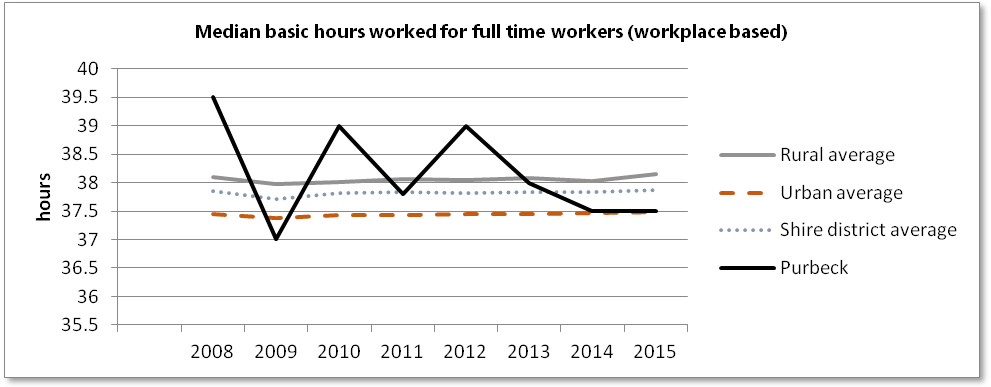 Median basic hours worked for full time workers (workplace based)
40
39.5
39
38.5
38
37.5
37
36.5
36
35.5
hours
2008 2009 2010 2011 2012 2013 2014 2015
Rural average
Urban average
Shire district average
Purbeck